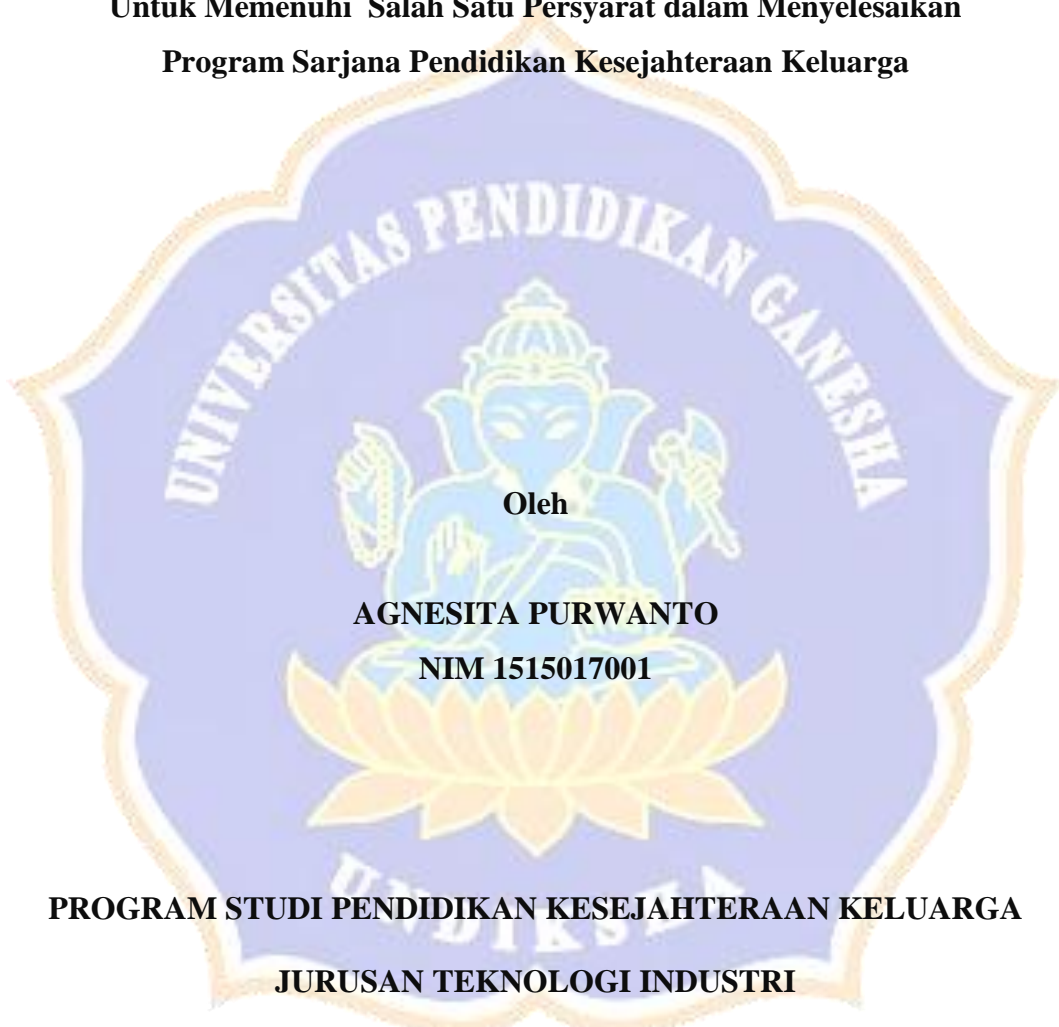 Untuk Memenuhi Salah Satu Persyarat dalam Menyelesaikan
Program Sarjana Pendidikan Kesejahteraan Keluarga
UNIVERSITAS PENDIDIKAN GANESHA
Oleh
AGNESITA PURWANTO
NIM 1515017001
PROGRAM STUDI PENDIDIKAN KESEJAHTERAAN KELUARGA
UNDIKSHA
JURUSAN TEKNOLOGI INDUSTRI